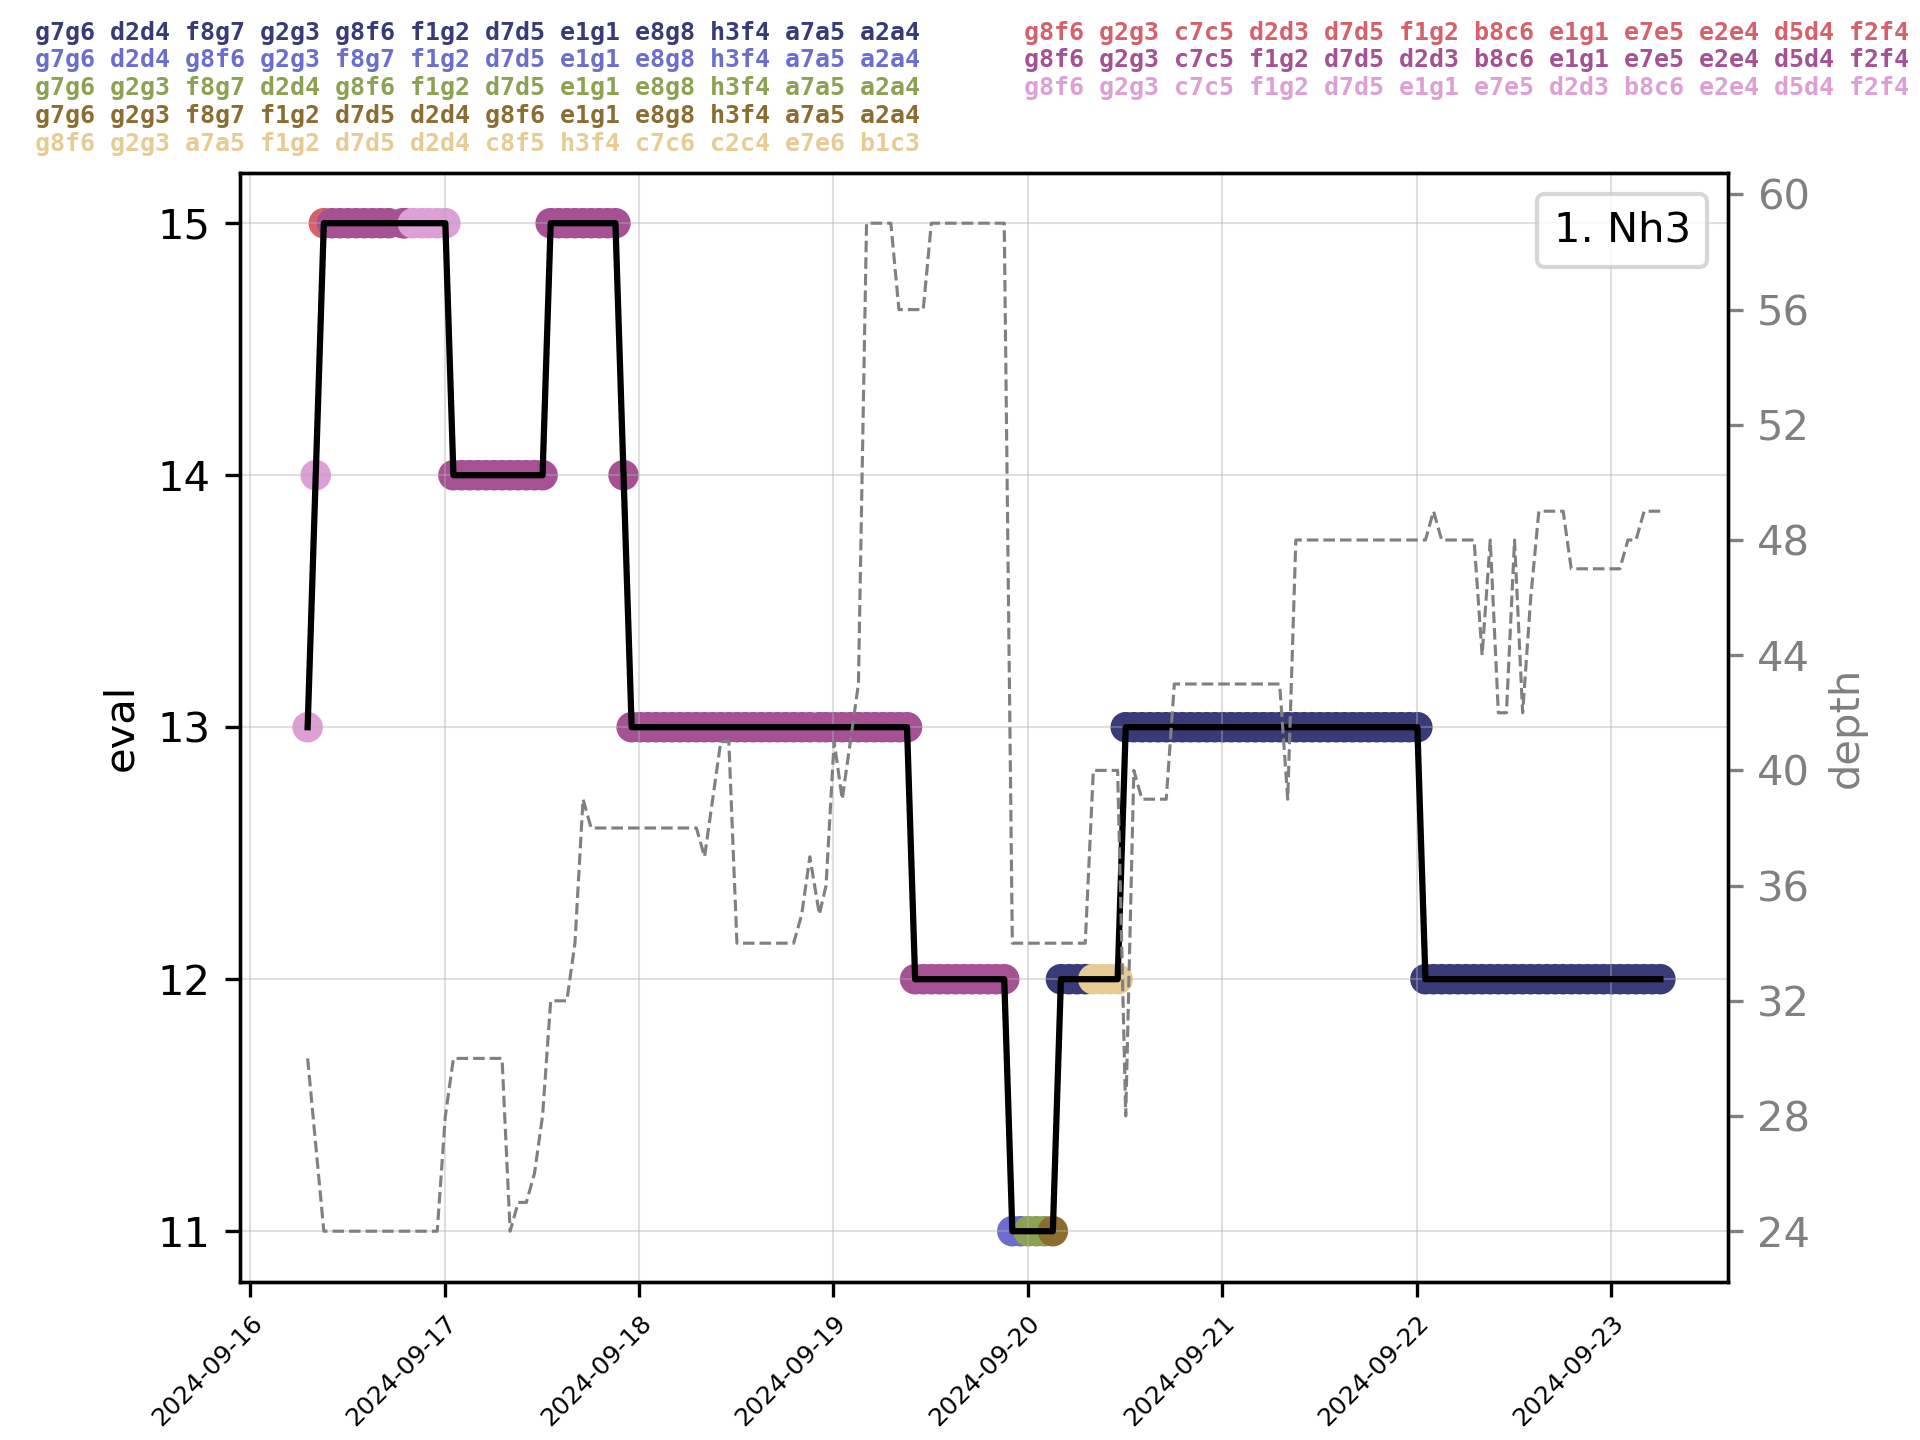 g7g6 d2d4 f8g7 g2g3 g8f6 f1g2 d7d5 e1g1 e8g8 h3f4 a7a5 a2a4
g7g6 d2d4 g8f6 g2g3 f8g7 f1g2 d7d5 e1g1 e8g8 h3f4 a7a5 a2a4
g7g6 g2g3 f8g7 d2d4 g8f6 f1g2 d7d5 e1g1 e8g8 h3f4 a7a5 a2a4
g7g6 g2g3 f8g7 f1g2 d7d5 d2d4 g8f6 e1g1 e8g8 h3f4 a7a5 a2a4
g8f6 g2g3 a7a5 f1g2 d7d5 d2d4 c8f5 h3f4 c7c6 c2c4 e7e6 b1c3
g8f6 g2g3 c7c5 d2d3 d7d5 f1g2 b8c6 e1g1 e7e5 e2e4 d5d4 f2f4
g8f6 g2g3 c7c5 f1g2 d7d5 d2d3 b8c6 e1g1 e7e5 e2e4 d5d4 f2f4
g8f6 g2g3 c7c5 f1g2 d7d5 e1g1 e7e5 d2d3 b8c6 e2e4 d5d4 f2f4
1. Nh3
eval
15
14
13
12
11
60
56
52
48
44
40
36
32
28
24
depth
2024-09-16
2024-09-17
2024-09-18
2024-09-19
2024-09-20
2024-09-21
2024-09-22
2024-09-23